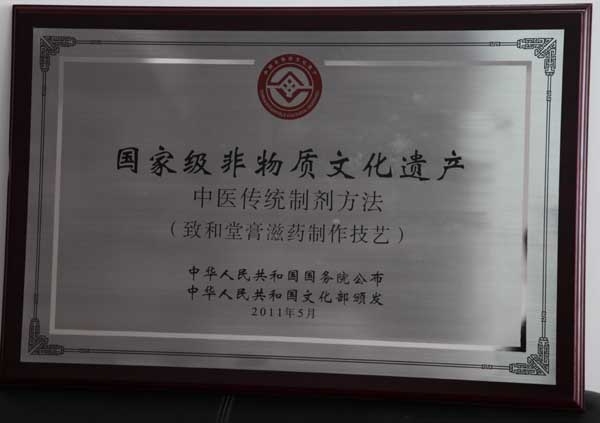 国家级非物质文化遗产
中医传统制剂方法
（致和堂膏滋药制作技艺）
中华人民共和国国务院公布
中华人民共和国文化部颁发
2011年5月